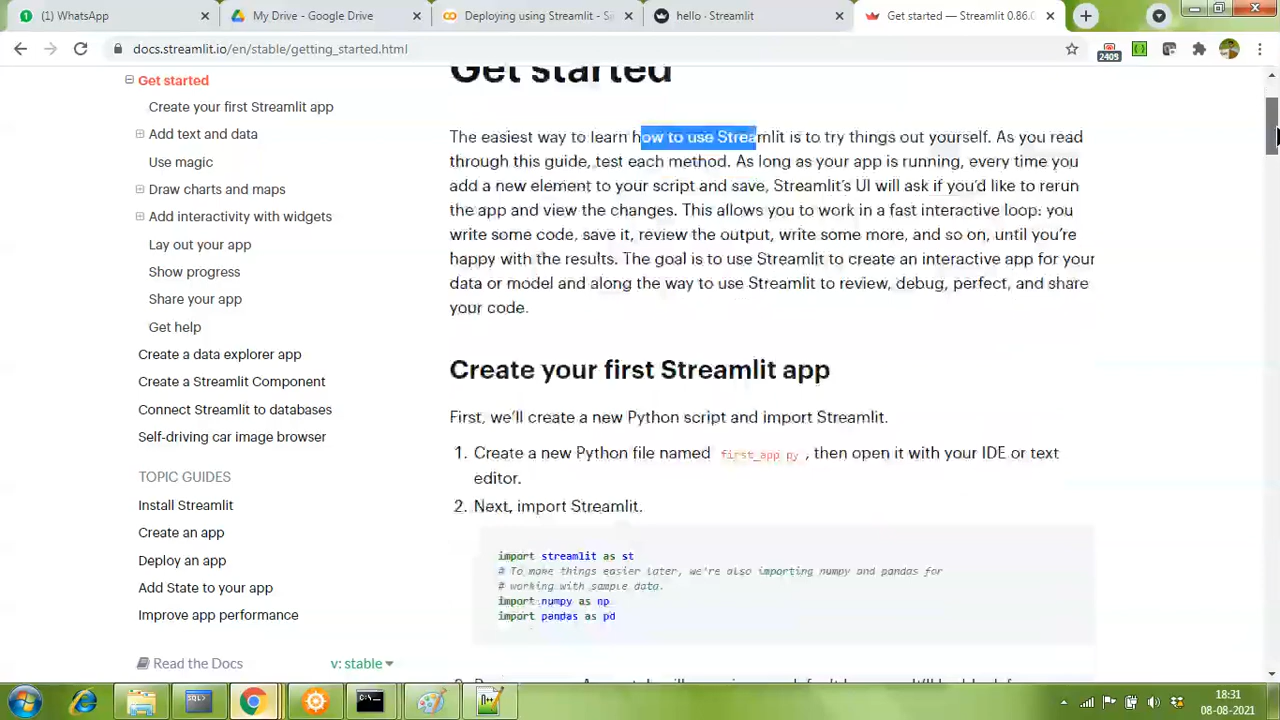 (1) WhatsApp
My Drive - Google Drive
Deploying using Streamlit - Si
hello · Streamlit
Get started — Streamlit 0.86.0
docs.streamlit.io/en/stable/getting_started.html
2405
Get started
Create your first Streamlit app
Add text and data
Use magic
Draw charts and maps
Add interactivity with widgets
Lay out your app
Show progress
Share your app
Get help
Create a data explorer app
Create a Streamlit Component
Connect Streamlit to databases
Self-driving car image browser
TOPIC GUIDES
Install Streamlit
Create an app
Deploy an app
Add State to your app
Improve app performance
Read the Docs
v: stable
Get started
The easiest way to learn how to use Streamlit is to try things out yourself. As you read
through this guide, test each method. As long as your app is running, every time you
add a new element to your script and save, Streamlit's UI will ask if you'd like to rerun
the app and view the changes. This allows you to work in a fast interactive loop: you
write some code, save it, review the output, write some more, and so on, until you're
happy with the results. The goal is to use Streamlit to create an interactive app for your
data or model and along the way to use Streamlit to review, debug, perfect, and share
your code.
Create your first Streamlit app
First, we'll create a new Python script and import Streamlit.
1. Create a new Python file named first_app.py, then open it with your IDE or text
editor.
2. Next, import Streamlit.
import streamlit as st
# To make things easier later, we're also importing numpy and pandas for
# working with sample data.
import numpy as np
import pandas as pd
18:31
08-08-2021